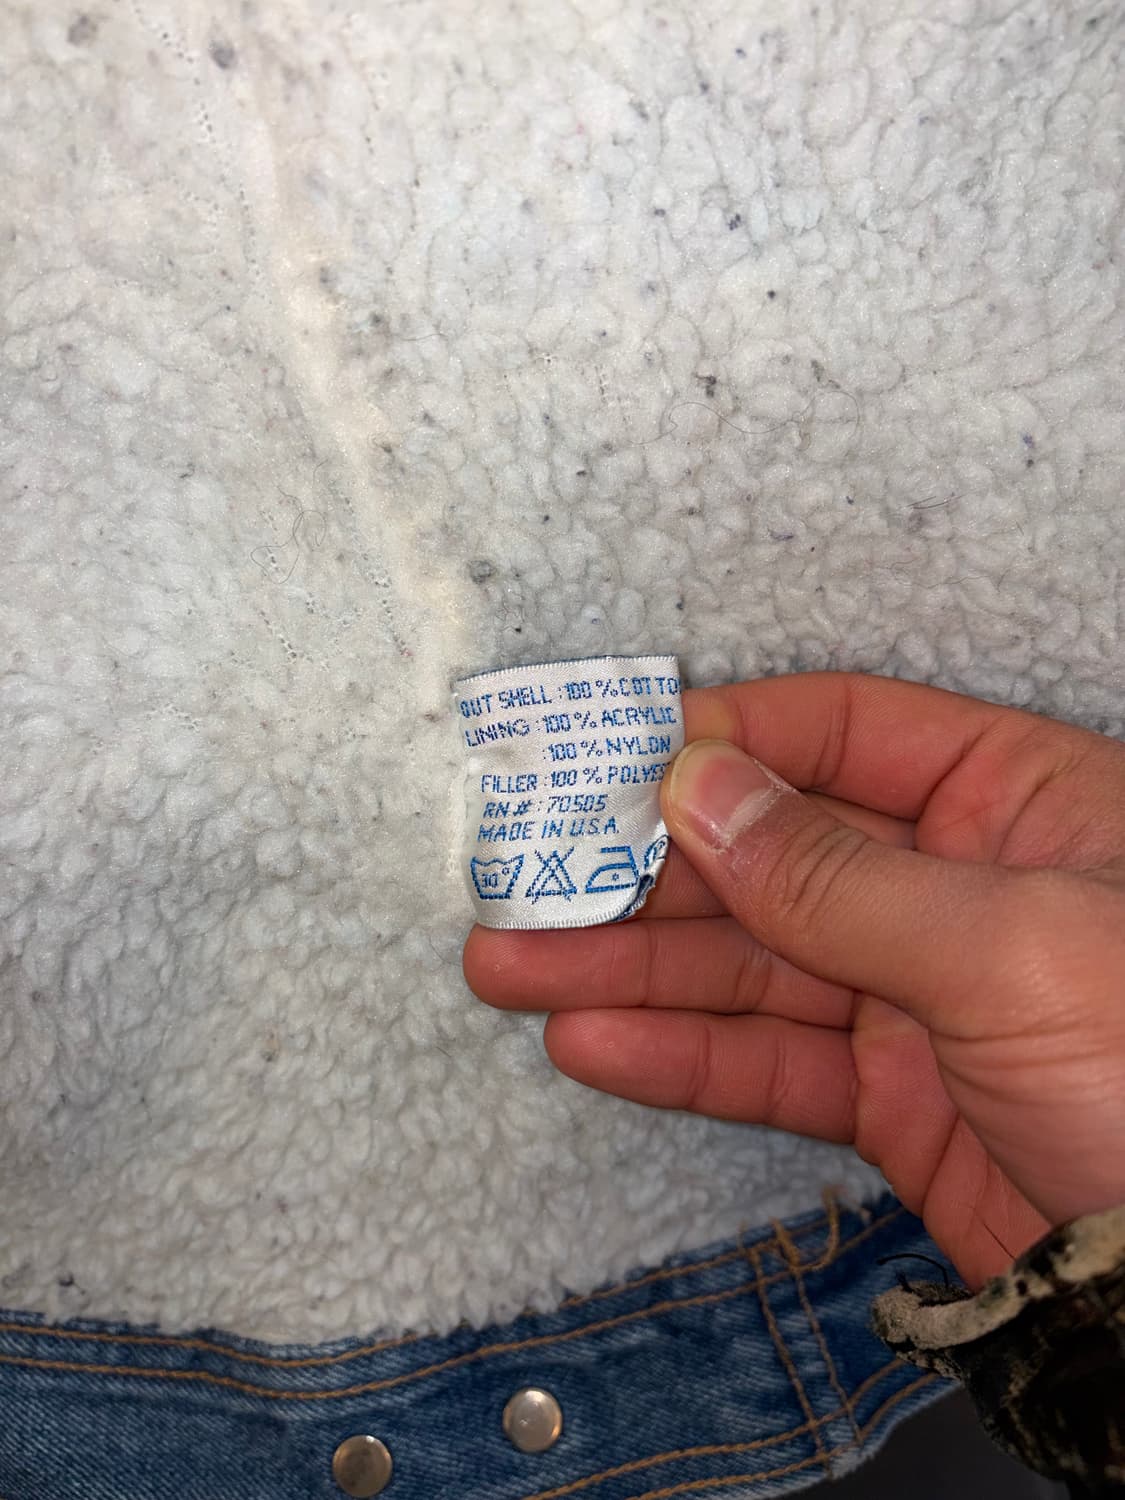 OUT SHELL :100 % COTTO
LINING :100 % ACRYLIC
:100 % NYLON
FILLER :100 % POLYES
RN # : 70505
MADE IN U.S.A.
30°